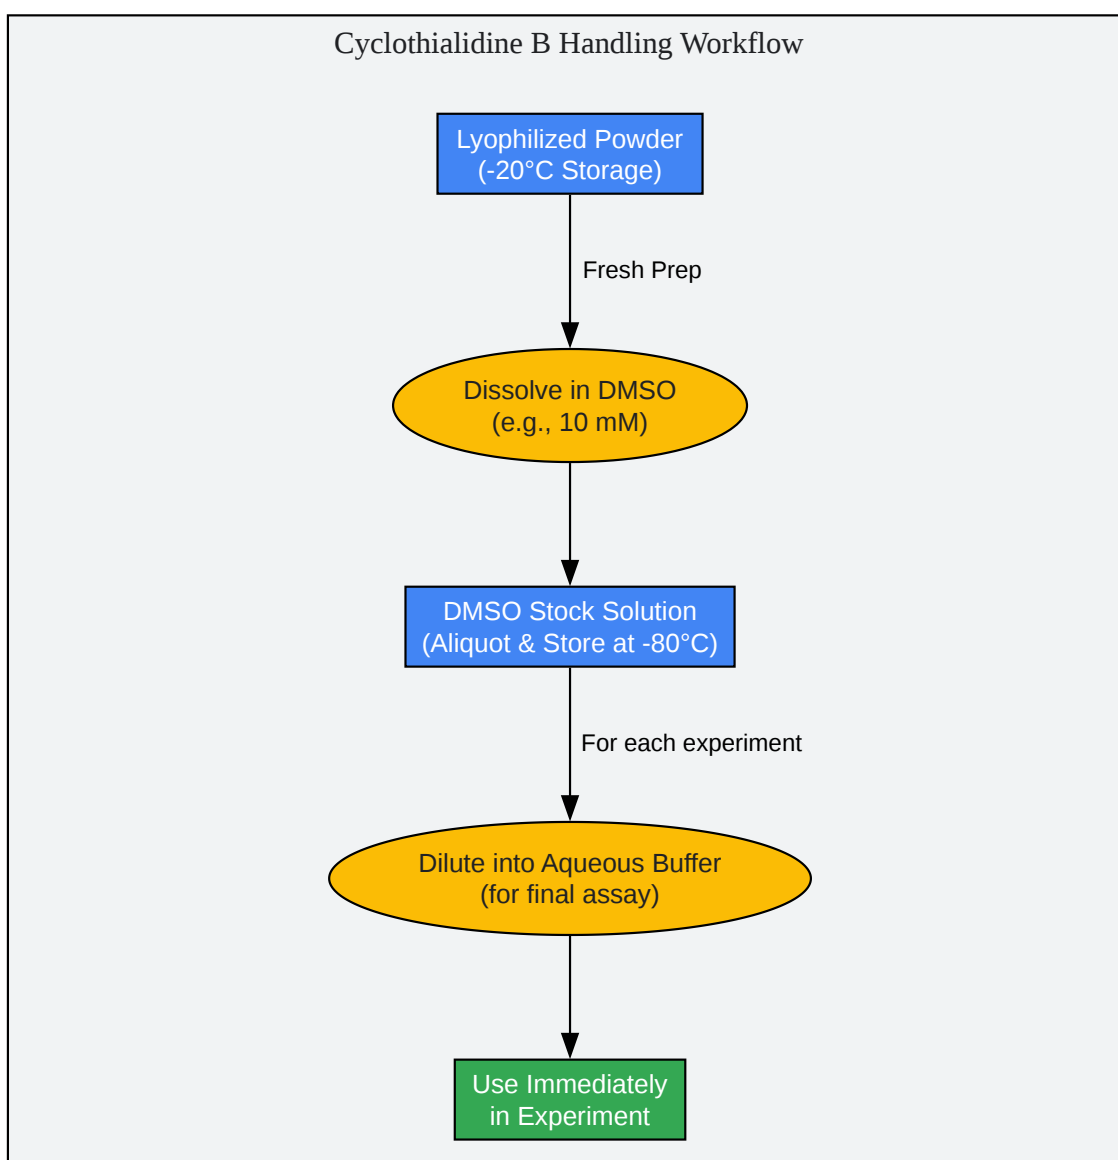 Cyclothialidine B Handling Workflow
Lyophilized Powder
(-20°C Storage)
Fresh Prep
Dissolve in DMSO
(e.g., 10 mM)
DMSO Stock Solution
(Aliquot & Store at -80°C)
For each experiment
Dilute into Aqueous Buffer
(for final assay)
Use Immediately
in Experiment